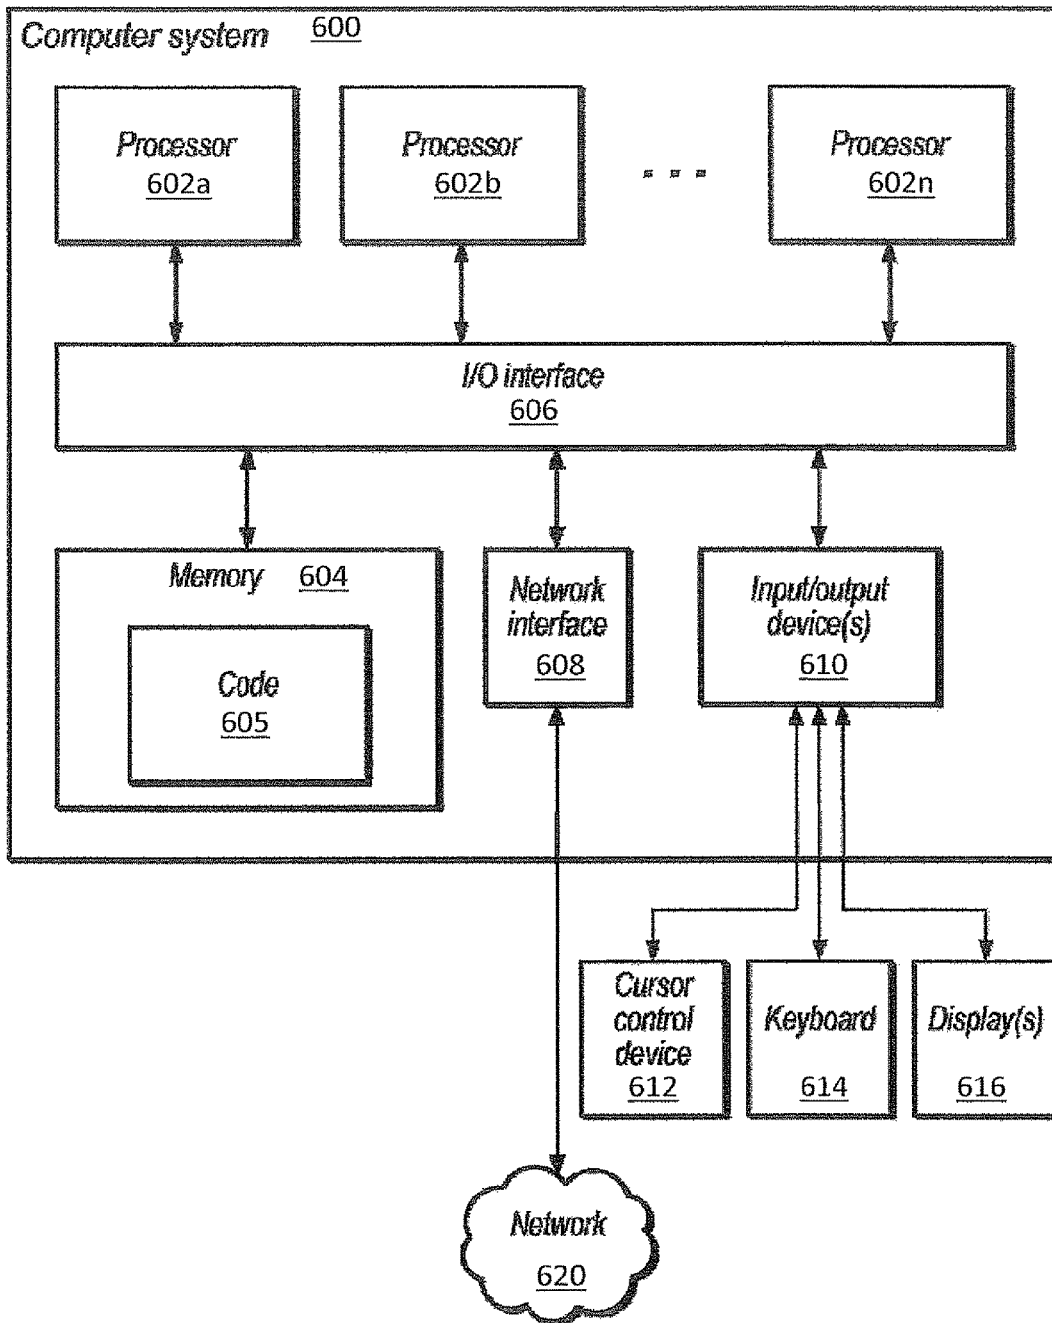 Computer system 600
Processor
602a
Processor
602b
. . .
Processor
602n
I/O interface
606
Memory 604
Code
605
Network
interface
608
Input/output
device(s)
610
Cursor
control
device
612
Keyboard
614
Display(s)
616
Network
620